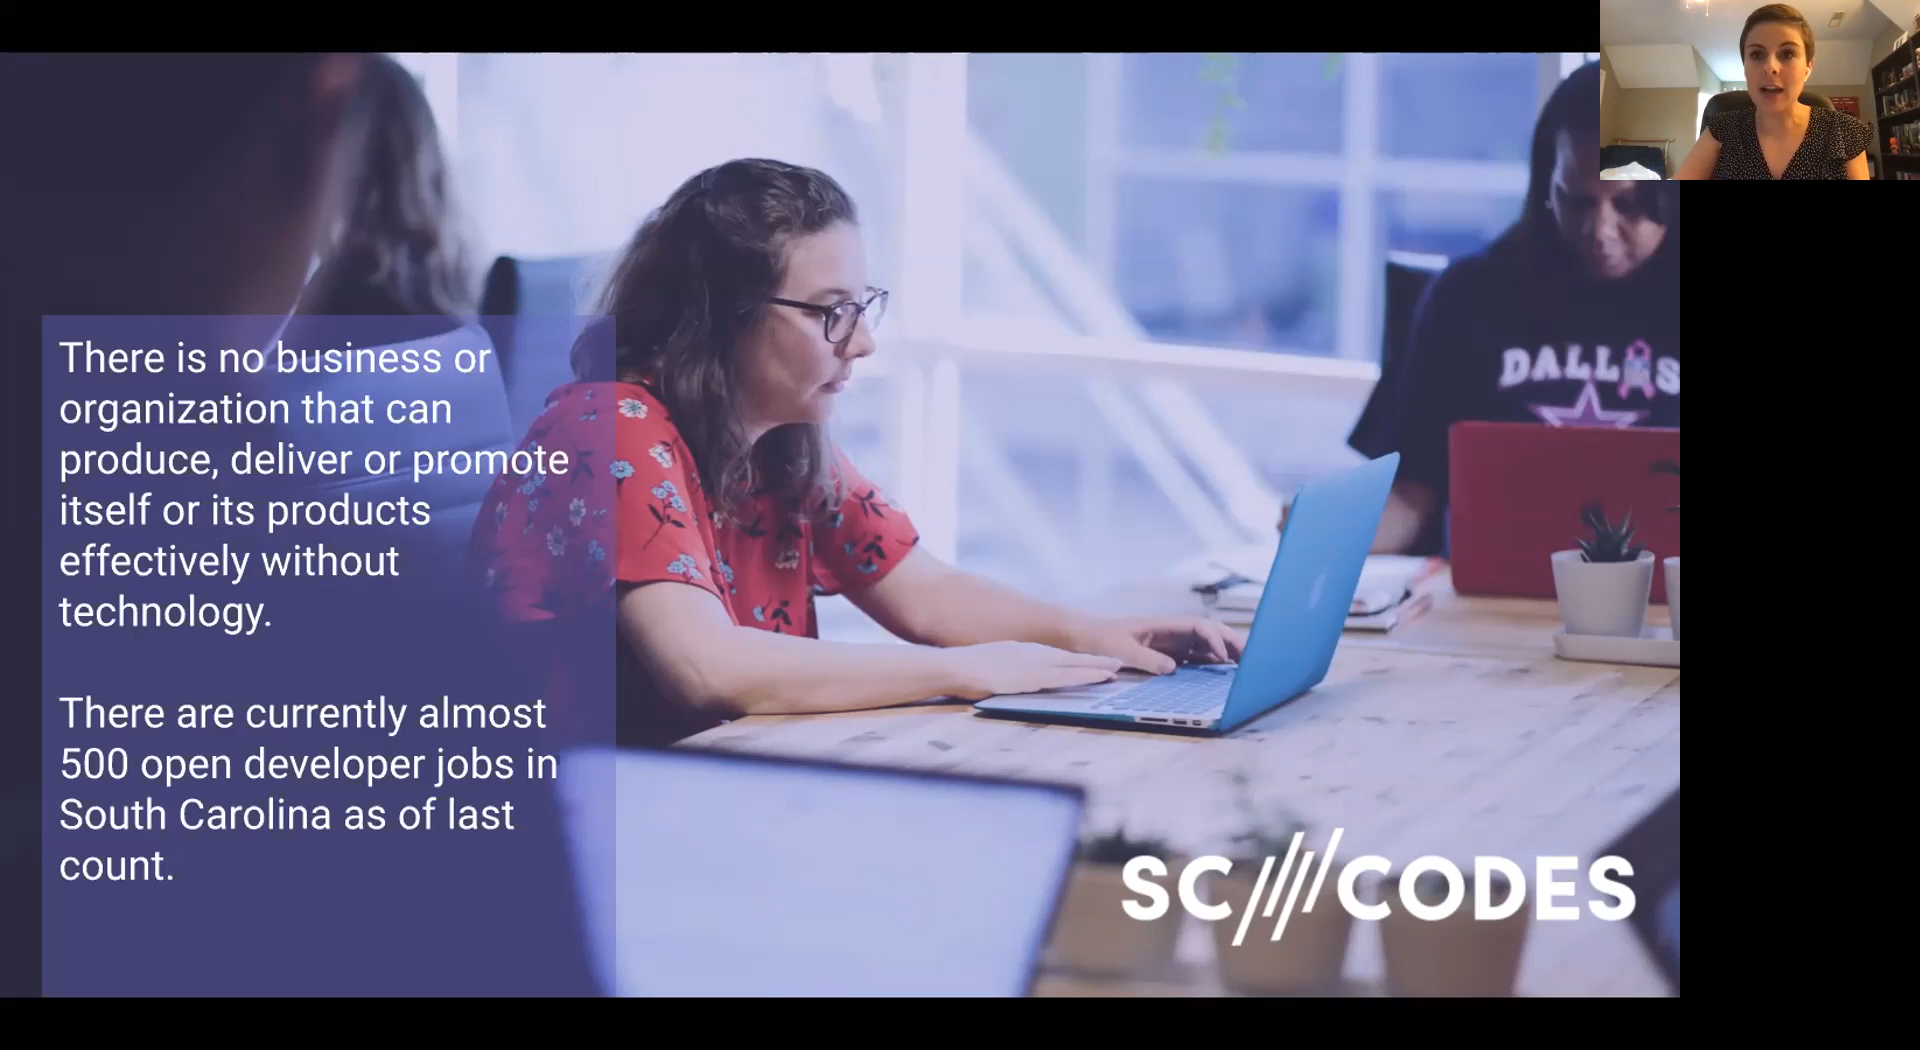 There is no business or
organization that can
produce, deliver or promote
itself or its products
effectively without
technology.
There are currently almost
500 open developer jobs in
South Carolina as of last
count.
DALLAS
SC CODES